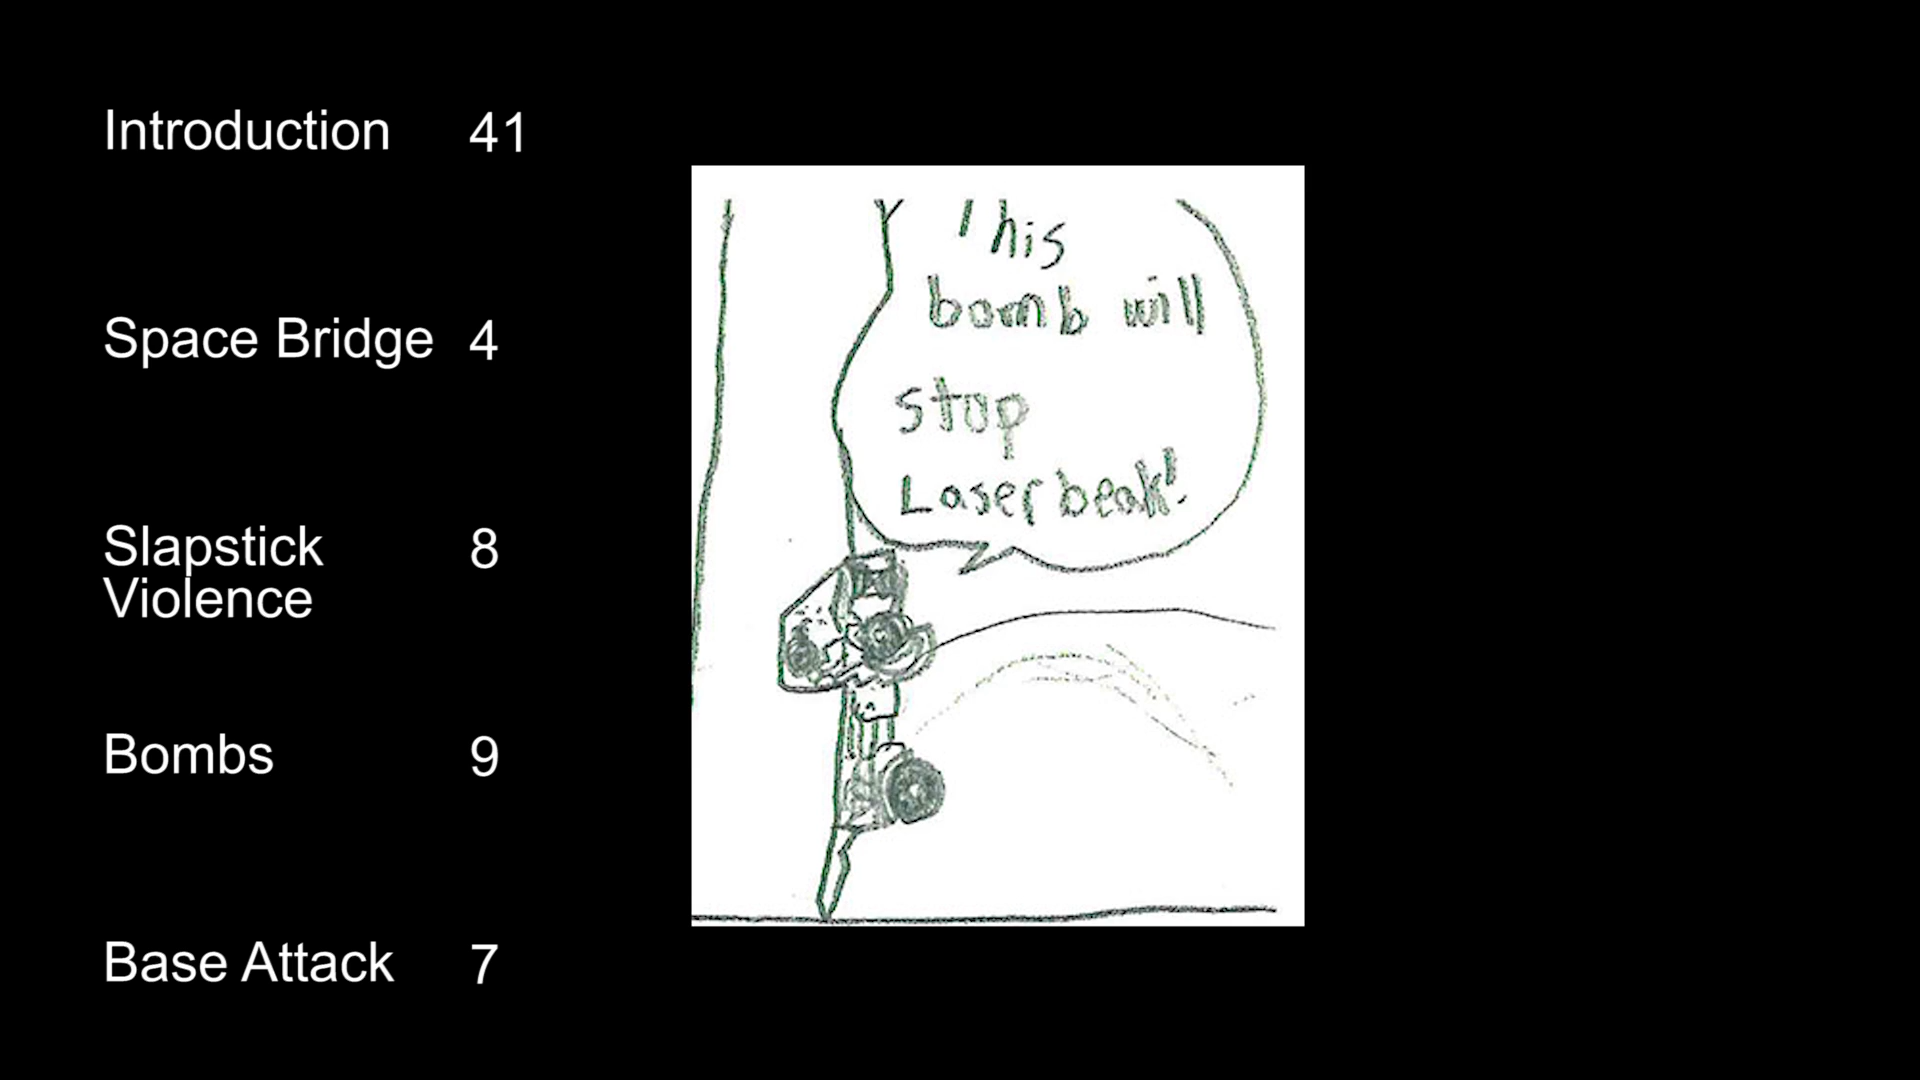 Introduction 41
Space Bridge 4
Slapstick 8
Violence
Bombs 9
Base Attack 7
This
bomb will
stop
Laserbeak!